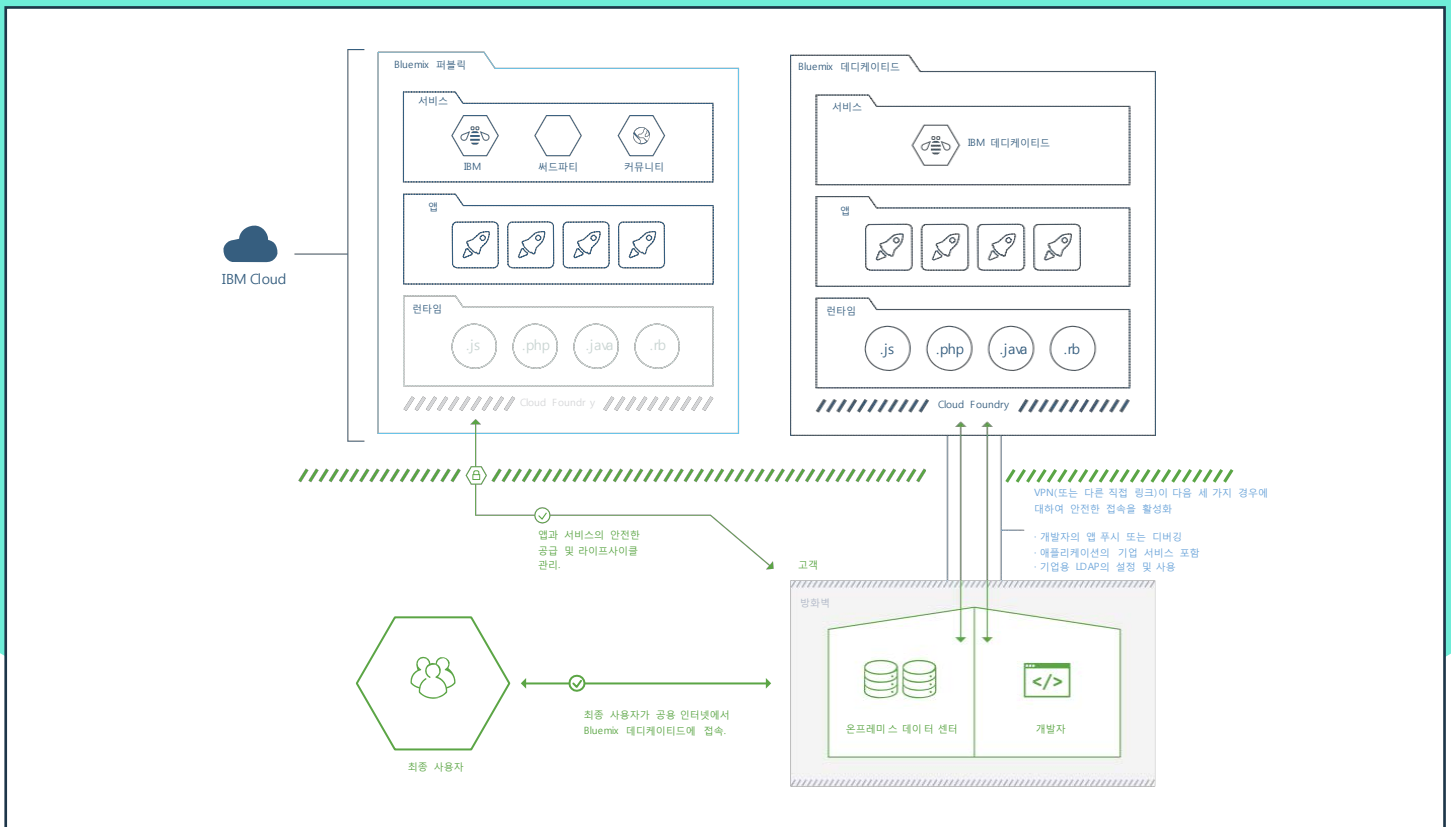 IBM Cloud
Bluemix 퍼블릭
서비스
IBM
써드파티
커뮤니티
앱
런타임
.js
.php
.java
.rb
Cloud Foundry
Bluemix 데디케이티드
서비스
IBM 데디케이티드
앱
런타임
.js
.php
.java
.rb
Cloud Foundry
VPN(또는 다른 직접 링크)이 다음 세 가지 경우에
대하여 안전한 접속을 활성화
· 개발자의 앱 푸시 또는 디버깅
· 애플리케이션의 기업 서비스 포함
· 기업용 LDAP의 설정 및 사용
앱과 서비스의 안전한
공급 및 라이프사이클
관리.
고객
방화벽
</>
온프레미스 데이터 센터
개발자
최종 사용자가 공용 인터넷에서
Bluemix 데디케이티드에 접속.
최종 사용자